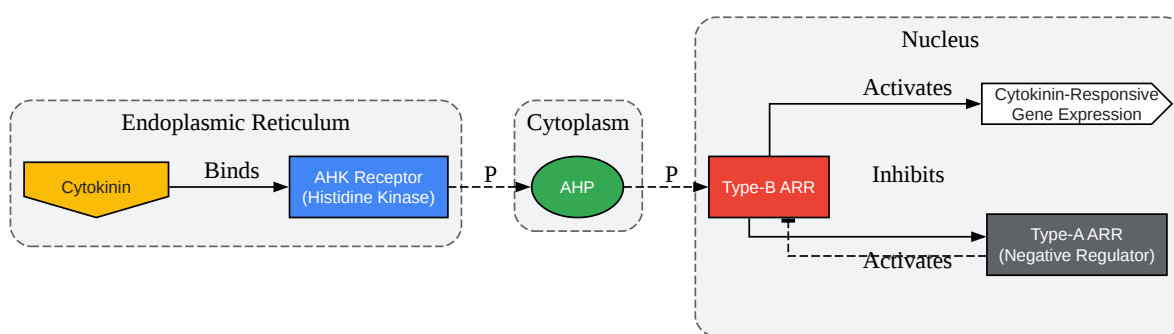 Endoplasmic Reticulum
Cytokinin
Binds
AHK Receptor
(Histidine Kinase)
P
Cytoplasm
AHP
P
Nucleus
Type-B ARR
Activates
Cytokinin-Responsive
Gene Expression
Inhibits
Activates
Type-A ARR
(Negative Regulator)